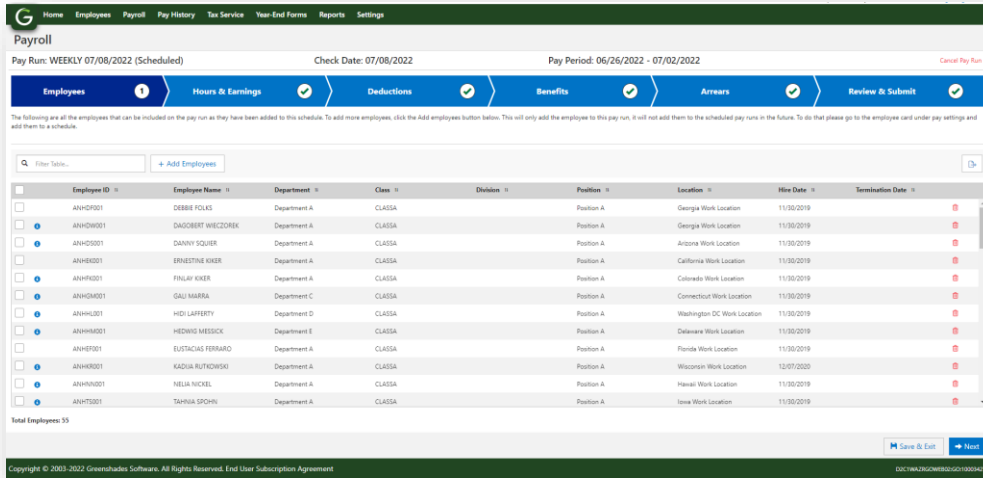 G Home Employees Payroll Pay History Tax Service Year-End Forms Reports Settings
Payroll
Pay Run: WEEKLY 07/08/2022 (Scheduled) Check Date: 07/08/2022 Pay Period: 06/26/2022 - 07/02/2022 Cancel Pay Run
Employees 1 Hours & Earnings Deductions Benefits Arrears Review & Submit
The following are all the employees that can be included on the pay run as they have been added to this schedule. To add more employees, click the Add employees button below. This will only add the employee to this pay run, it will not add them to the scheduled pay runs in the future. To do that please go to the employee card under pay settings and
add them to a schedule.
Filter Table... + Add Employees
Employee ID Employee Name Department Class Division Position Location Hire Date Termination Date
ANHDF001 DEBBIE FOLKS Department A CLASSA Position A Georgia Work Location 11/30/2019
ANHDW001 DAGOBERT WIECZOREK Department A CLASSA Position A Georgia Work Location 11/30/2019
ANHDS001 DANNY SQUIER Department A CLASSA Position A Arizona Work Location 11/30/2019
ANHEK001 ERNESTINE KIKER Department A CLASSA Position A California Work Location 11/30/2019
ANHFK001 FINLAY KIKER Department A CLASSA Position A Colorado Work Location 11/30/2019
ANHGM001 GALI MARRA Department C CLASSA Position A Connecticut Work Location 11/30/2019
ANHHL001 HIDI LAFFERTY Department D CLASSA Position A Washington DC Work Location 11/30/2019
ANHHM001 HEDWIG MESSICK Department E CLASSA Position A Delaware Work Location 11/30/2019
ANHEF001 EUSTACIAS FERRARO Department A CLASSA Position A Florida Work Location 11/30/2019
ANHKR001 KADIJA RUTKOWSKI Department A CLASSA Position A Wisconsin Work Location 12/07/2020
ANHNN001 NELIA NICKEL Department A CLASSA Position A Hawaii Work Location 11/30/2019
ANHTS001 TAHNIA SPOHN Department A CLASSA Position A Iowa Work Location 11/30/2019
Total Employees: 55
Save & Exit Next
Copyright © 2003-2022 Greenshades Software. All Rights Reserved. End User Subscription Agreement